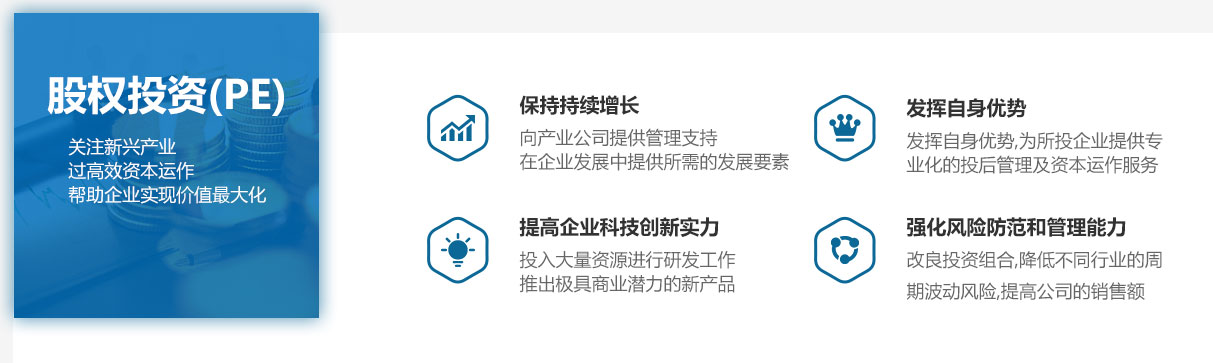 股权投资(PE)
关注新兴产业
过高效资本运作
帮助企业实现价值最大化
保持持续增长
向产业公司提供管理支持
在企业发展中提供所需的发展要素
发挥自身优势
发挥自身优势,为所投企业提供专
业化的投后管理及资本运作服务
提高企业科技创新实力
投入大量资源进行研发工作
推出极具商业潜力的新产品
强化风险防范和管理能力
改良投资组合,降低不同行业的周
期波动风险,提高公司的销售额